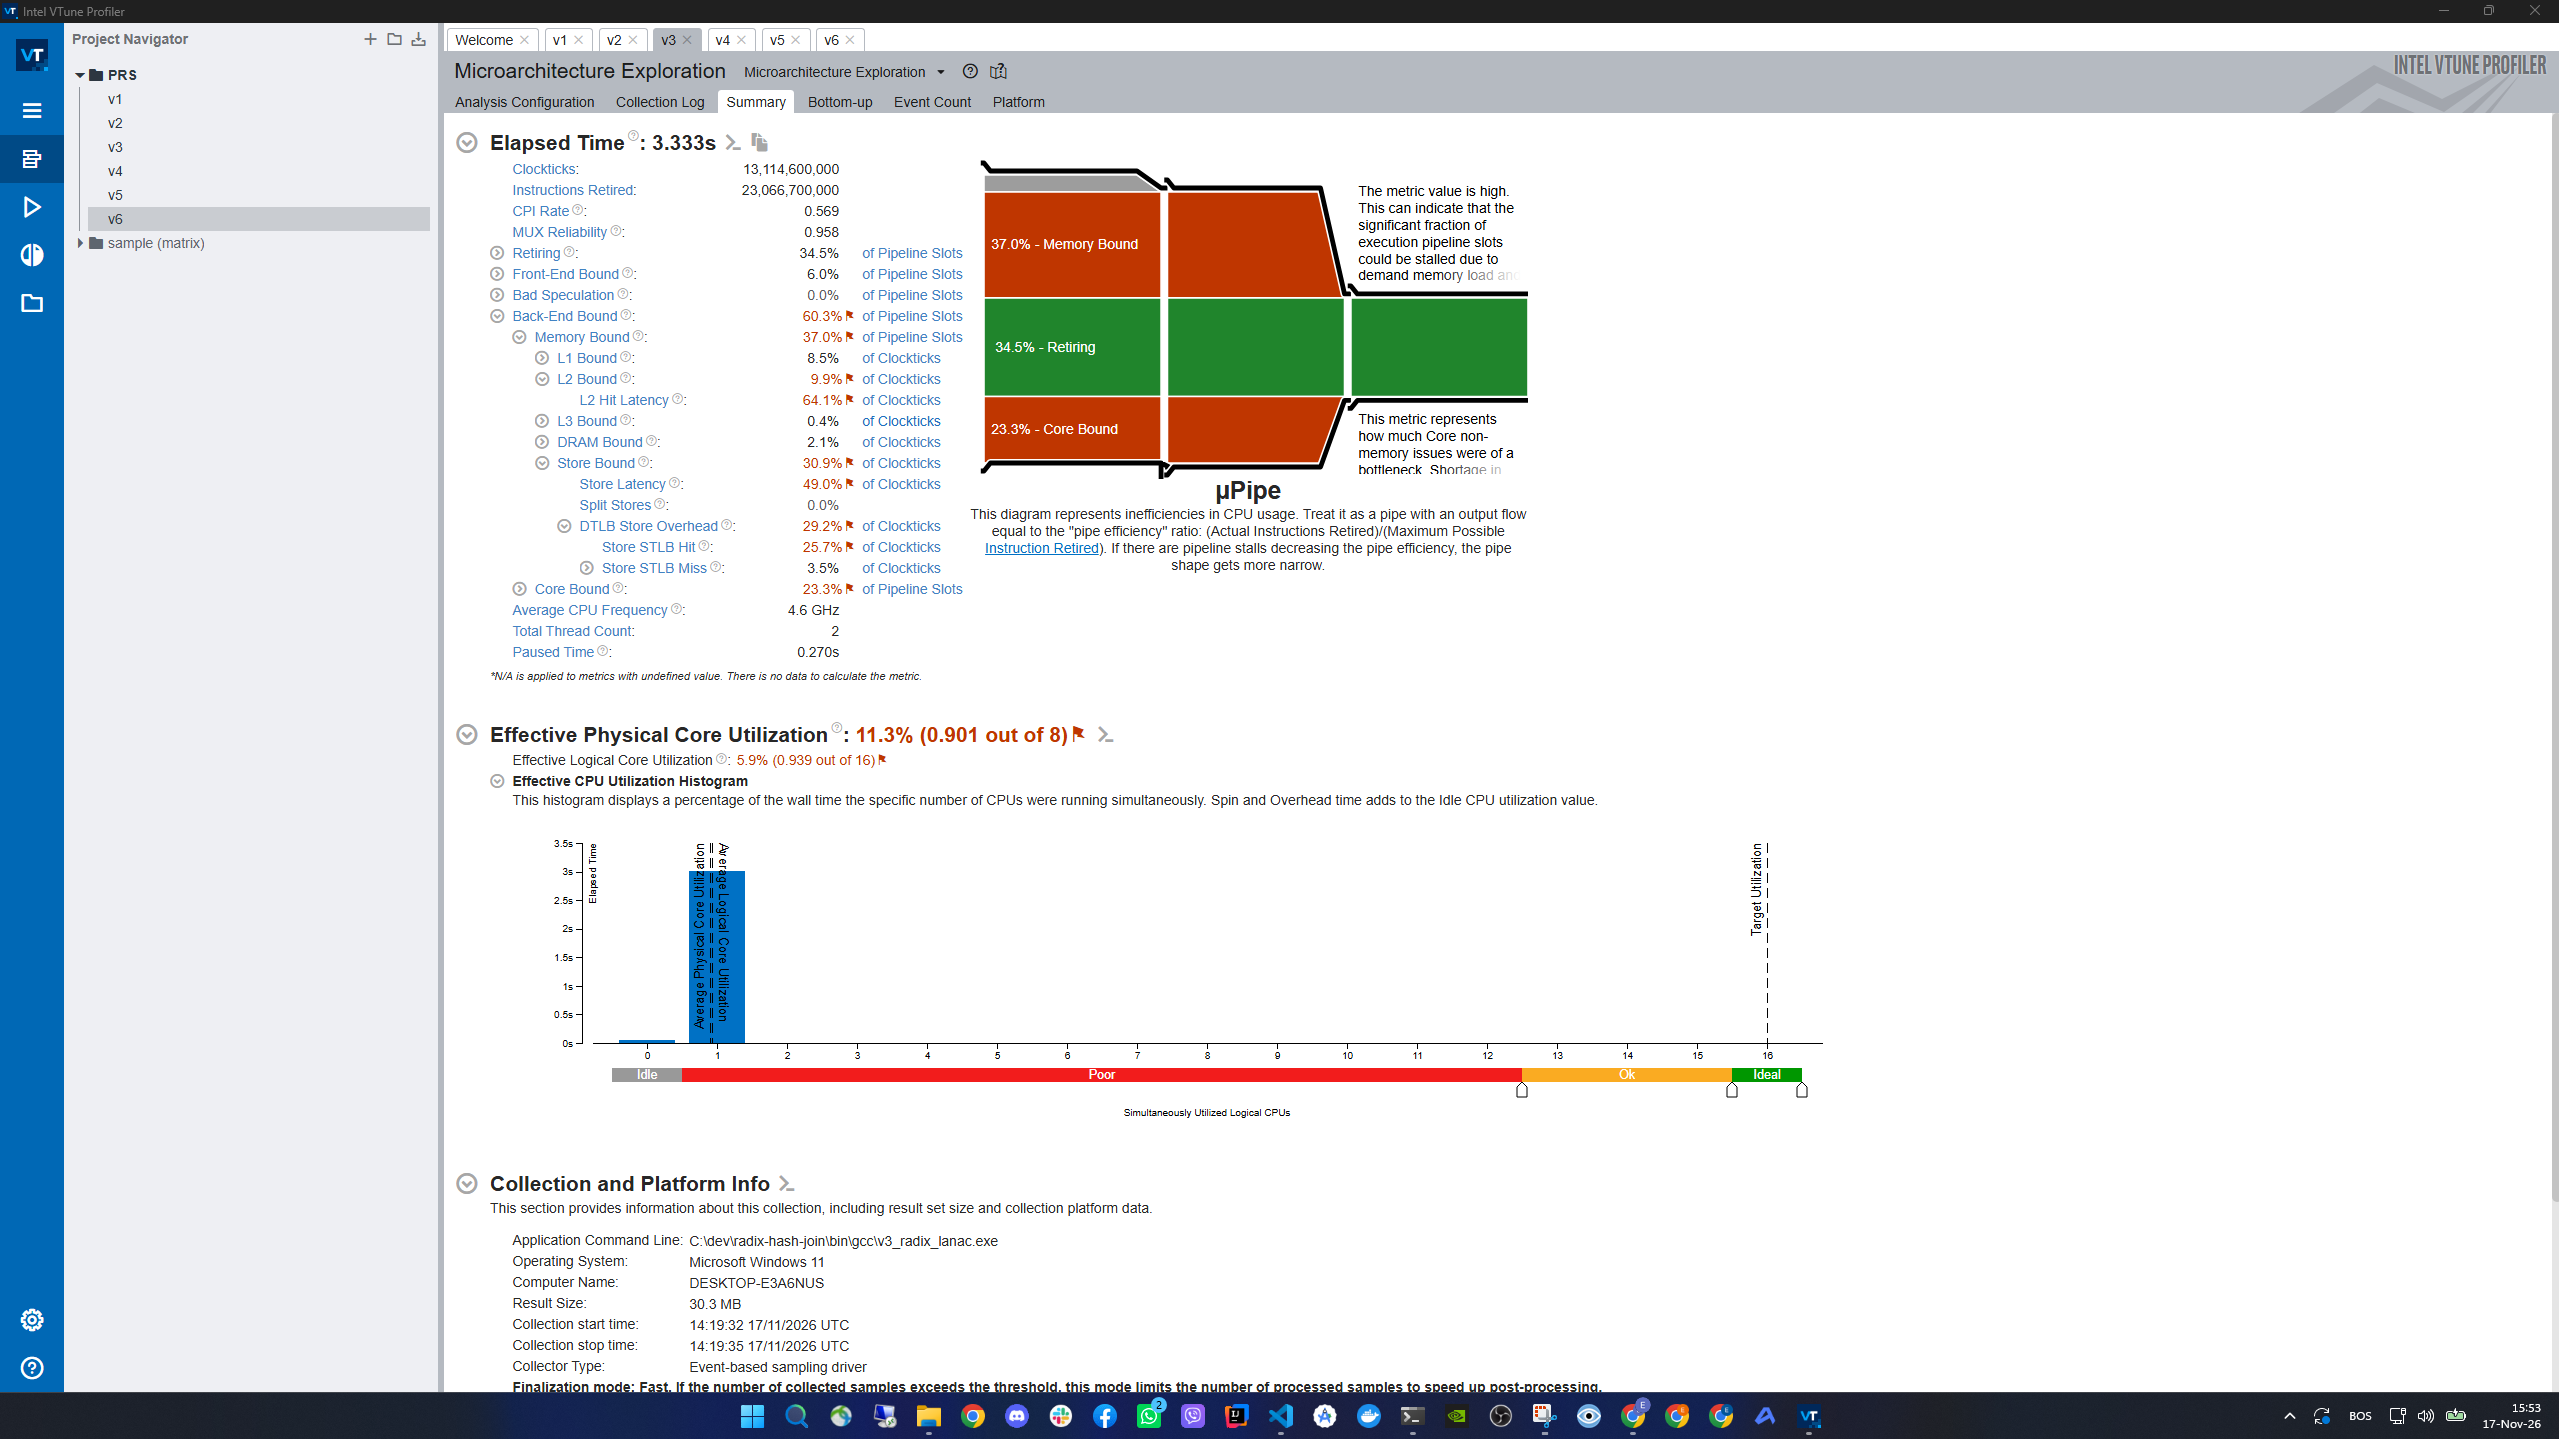 Intel VTune Profiler
Project Navigator
PRS
v1
v2
v3
v4
v5
v6
sample (matrix)
Welcome
v1
v2
v3
v4
v5
v6
Microarchitecture Exploration
Microarchitecture Exploration
INTEL VTUNE PROFILER
Analysis Configuration
Collection Log
Summary
Bottom-up
Event Count
Platform
Elapsed Time: 3.333s
Clockticks: 13,114,600,000
Instructions Retired: 23,066,700,000
CPI Rate: 0.569
MUX Reliability: 0.958
Retiring: 34.5% of Pipeline Slots
Front-End Bound: 6.0% of Pipeline Slots
Bad Speculation: 0.0% of Pipeline Slots
Back-End Bound: 60.3% of Pipeline Slots
Memory Bound: 37.0% of Pipeline Slots
L1 Bound: 8.5% of Clockticks
L2 Bound: 9.9% of Clockticks
L2 Hit Latency: 64.1% of Clockticks
L3 Bound: 0.4% of Clockticks
DRAM Bound: 2.1% of Clockticks
Store Bound: 30.9% of Clockticks
Store Latency: 49.0% of Clockticks
Split Stores: 0.0%
DTLB Store Overhead: 29.2% of Clockticks
Store STLB Hit: 25.7% of Clockticks
Store STLB Miss: 3.5% of Clockticks
Core Bound: 23.3% of Pipeline Slots
Average CPU Frequency: 4.6 GHz
Total Thread Count: 2
Paused Time: 0.270s
*N/A is applied to metrics with undefined value. There is no data to calculate the metric.
37.0% - Memory Bound
34.5% - Retiring
23.3% - Core Bound
The metric value is high.
This can indicate that the
significant fraction of
execution pipeline slots
could be stalled due to
demand memory load and
This metric represents
how much Core non-
memory issues were of a
bottleneck. Shortage in
µPipe
This diagram represents inefficiencies in CPU usage. Treat it as a pipe with an output flow
equal to the "pipe efficiency" ratio: (Actual Instructions Retired)/(Maximum Possible
Instruction Retired). If there are pipeline stalls decreasing the pipe efficiency, the pipe
shape gets more narrow.
Effective Physical Core Utilization: 11.3% (0.901 out of 8)
Effective Logical Core Utilization: 5.9% (0.939 out of 16)
Effective CPU Utilization Histogram
This histogram displays a percentage of the wall time the specific number of CPUs were running simultaneously. Spin and Overhead time adds to the Idle CPU utilization value.
3.5s
3s
2.5s
2s
1.5s
1s
0.5s
0s
Elapsed Time
Average Physical Core Utilization
Average Logical Core Utilization
Target Utilization
0 1 2 3 4 5 6 7 8 9 10 11 12 13 14 15 16
Idle Poor Ok Ideal
Simultaneously Utilized Logical CPUs
Collection and Platform Info
This section provides information about this collection, including result set size and collection platform data.
Application Command Line: C:\dev\radix-hash-join\bin\gcc\v3_radix_lanac.exe
Operating System: Microsoft Windows 11
Computer Name: DESKTOP-E3A6NUS
Result Size: 30.3 MB
Collection start time: 14:19:32 17/11/2026 UTC
Collection stop time: 14:19:35 17/11/2026 UTC
Collector Type: Event-based sampling driver
Finalization mode: Fast. If the number of collected samples exceeds the threshold, this mode limits the number of processed samples to speed up post-processing.
2
BOS
15:53
17-Nov-26